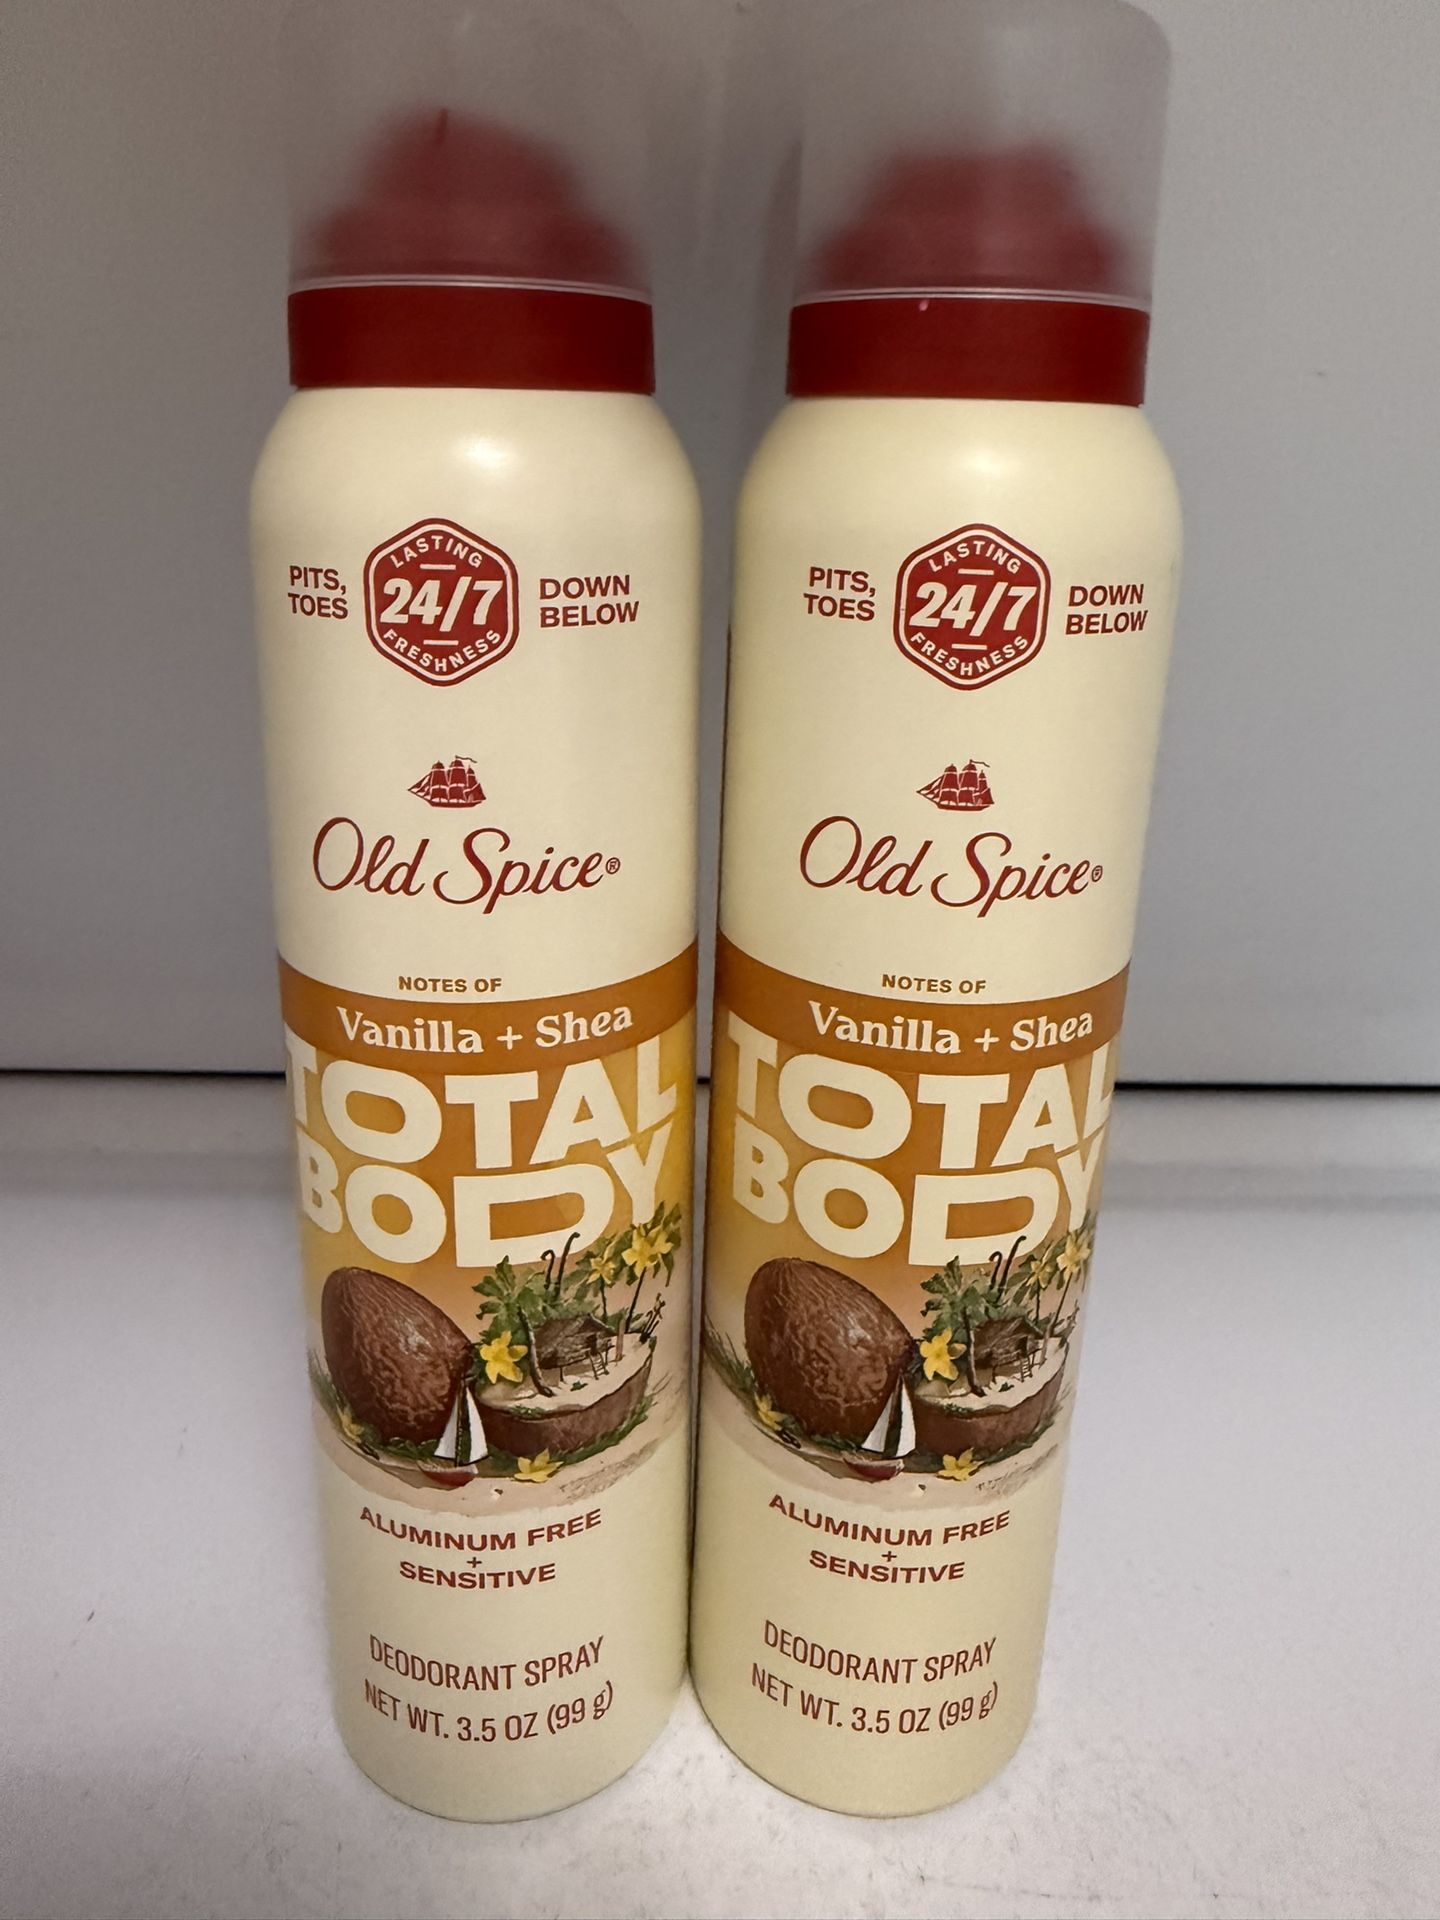 LASTING
PITS, 24/7 DOWN
TOES BELOW
FRESHNESS
Old Spice®
NOTES OF
Vanilla + Shea
TOTAL
BODY
ALUMINUM FREE
+
SENSITIVE
DEODORANT SPRAY
NET WT. 3.5 OZ (99 g)
LASTING
PITS, 24/7 DOWN
TOES BELOW
FRESHNESS
Old Spice®
NOTES OF
Vanilla + Shea
TOTAL
BODY
ALUMINUM FREE
+
SENSITIVE
DEODORANT SPRAY
NET WT. 3.5 OZ (99 g)